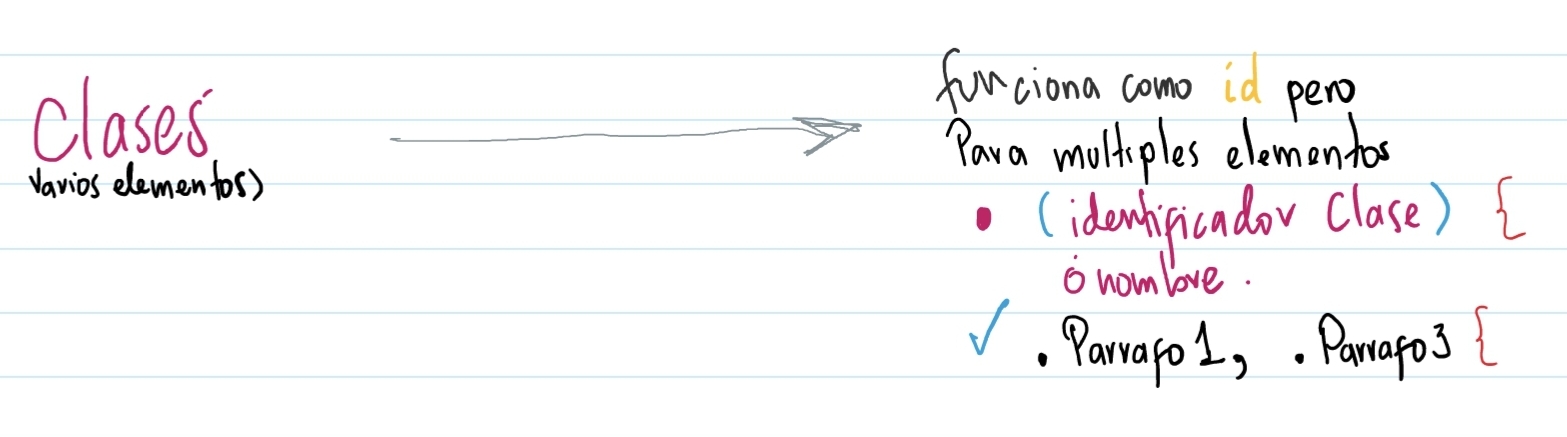 Clases
varios elementos)
funciona como id pero
Para multiples elementos
• (identificador Clase) {
ó nombre.
✓ .Parrafo1, .Parrafo3 {